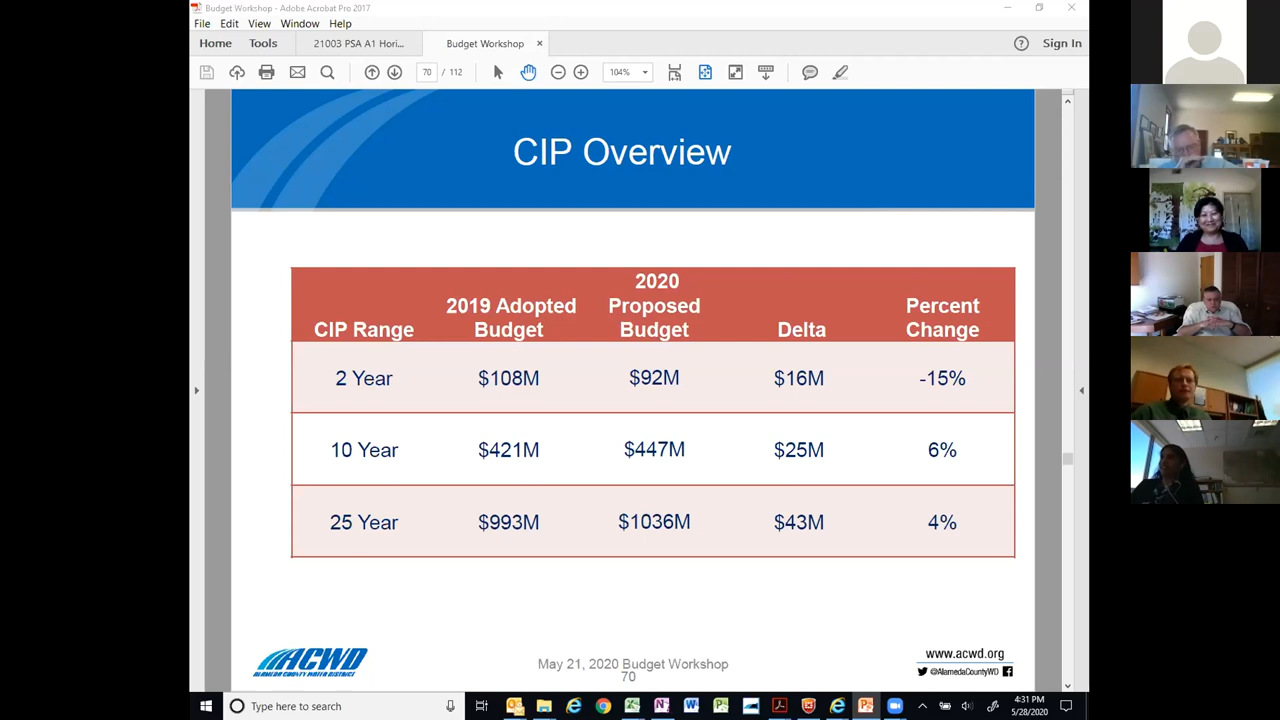 Budget Workshop - Adobe Acrobat Pro 2017
File Edit View Window Help
Home Tools 21003 PSA A1 Hori... Budget Workshop × Sign In
70 / 112 104%
CIP Overview
CIP Range 2019 Adopted Budget 2020 Proposed Budget Delta Percent Change
2 Year $108M $92M $16M -15%
10 Year $421M $447M $25M 6%
25 Year $993M $1036M $43M 4%
ACWD
ALAMEDA COUNTY WATER DISTRICT
May 21, 2020 Budget Workshop
70
www.acwd.org
@AlamedaCountyWD
Type here to search
4:31 PM
5/28/2020